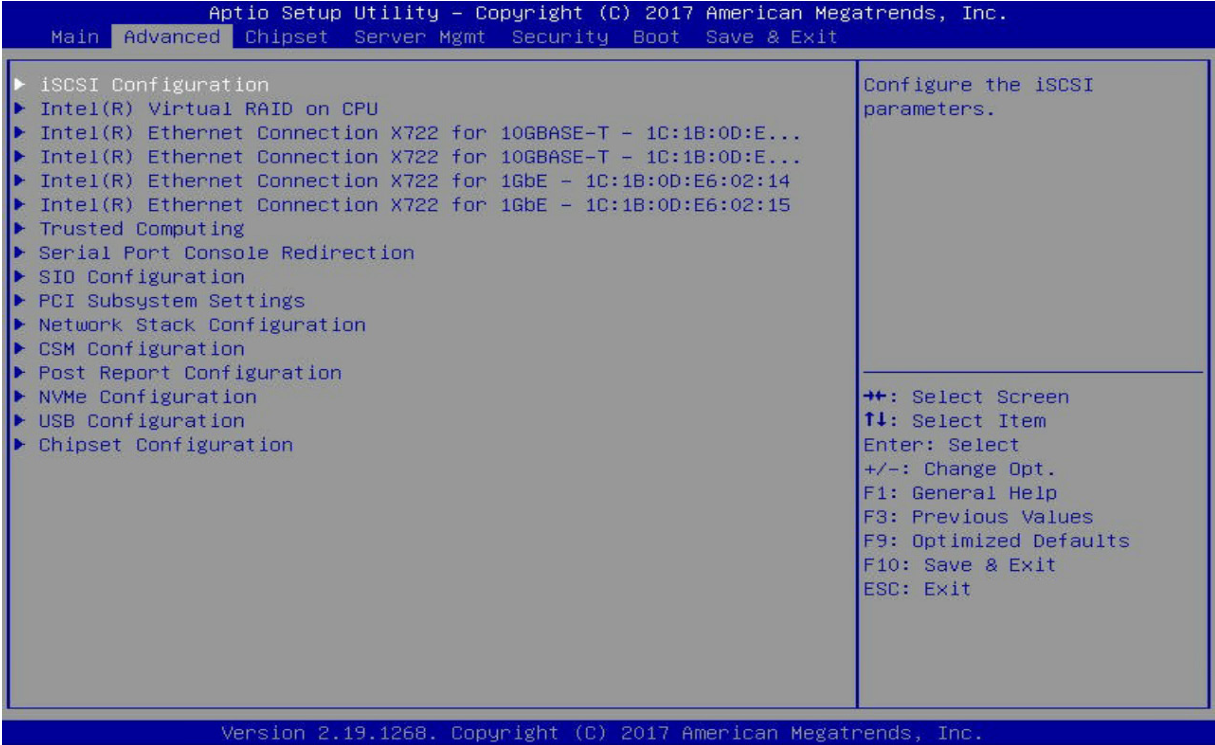 Aptio Setup Utility – Copyright (C) 2017 American Megatrends, Inc.
Main Advanced Chipset Server Mgmt Security Boot Save & Exit
▶ iSCSI Configuration
▶ Intel(R) Virtual RAID on CPU
▶ Intel(R) Ethernet Connection X722 for 10GBASE-T – 1C:1B:0D:E...
▶ Intel(R) Ethernet Connection X722 for 10GBASE-T – 1C:1B:0D:E...
▶ Intel(R) Ethernet Connection X722 for 1GbE – 1C:1B:0D:E6:02:14
▶ Intel(R) Ethernet Connection X722 for 1GbE – 1C:1B:0D:E6:02:15
▶ Trusted Computing
▶ Serial Port Console Redirection
▶ SIO Configuration
▶ PCI Subsystem Settings
▶ Network Stack Configuration
▶ CSM Configuration
▶ Post Report Configuration
▶ NVMe Configuration
▶ USB Configuration
▶ Chipset Configuration
Configure the iSCSI
parameters.
→←: Select Screen
↑↓: Select Item
Enter: Select
+/-: Change Opt.
F1: General Help
F3: Previous Values
F9: Optimized Defaults
F10: Save & Exit
ESC: Exit
Version 2.19.1268. Copyright (C) 2017 American Megatrends, Inc.